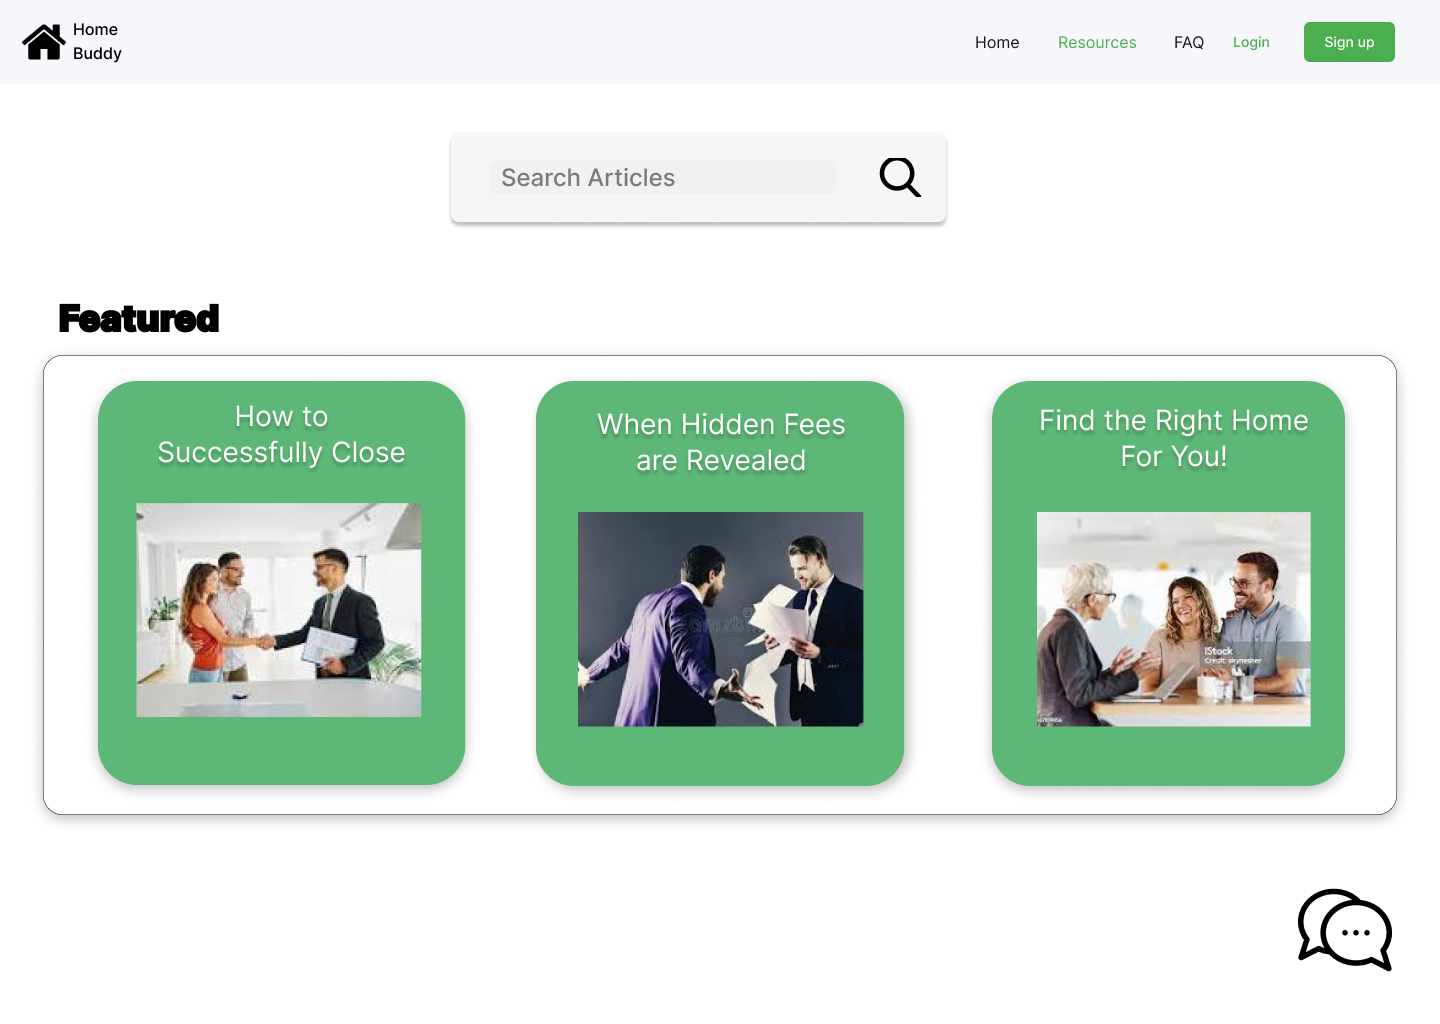 Home
Buddy
Home Resources FAQ Login Sign up
Search Articles
Featured
How to
Successfully Close
When Hidden Fees
are Revealed
Find the Right Home
For You!
iStock
Credit: skynesher